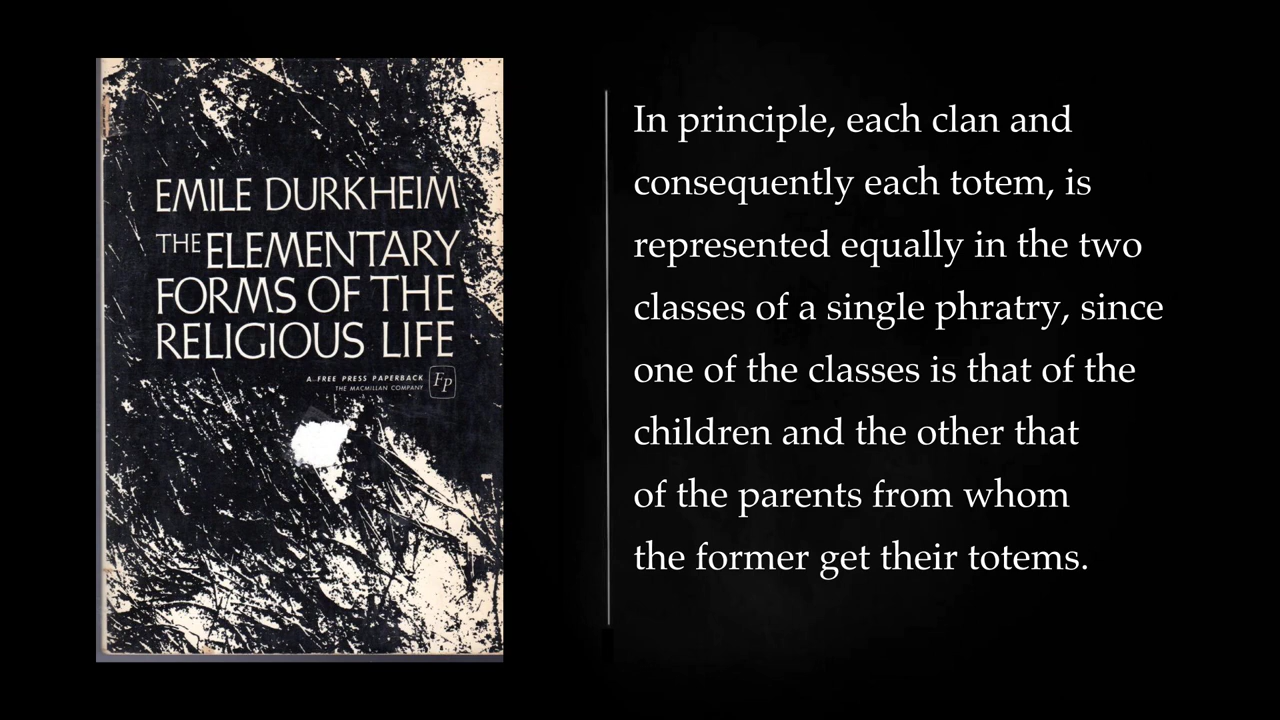 EMILE DURKHEIM
THE ELEMENTARY
FORMS OF THE
RELIGIOUS LIFE
A FREE PRESS PAPERBACK
THE MACMILLAN COMPANY
Fp
In principle, each clan and
consequently each totem, is
represented equally in the two
classes of a single phratry, since
one of the classes is that of the
children and the other that
of the parents from whom
the former get their totems.